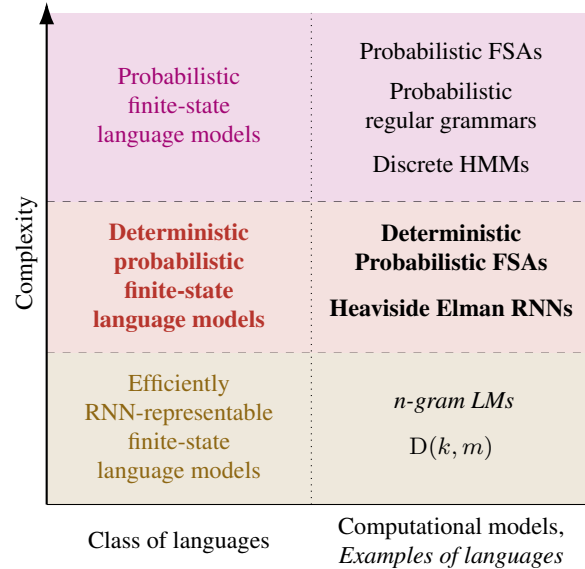 Complexity
Probabilistic
finite-state
language models
Probabilistic FSAs
Probabilistic
regular grammars
Discrete HMMs
Deterministic
probabilistic
finite-state
language models
Deterministic
Probabilistic FSAs
Heaviside Elman RNNs
Efficiently
RNN-representable
finite-state
language models
n-gram LMs
D(k, m)
Class of languages
Computational models,
Examples of languages